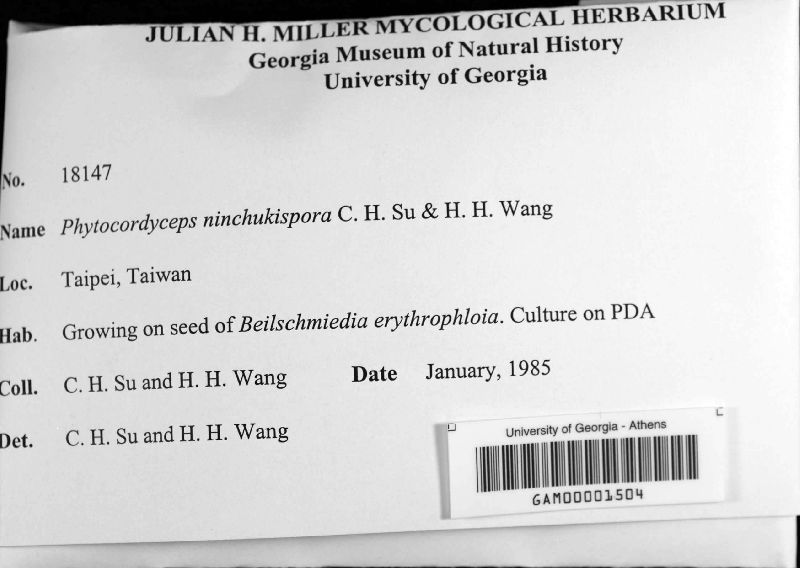 JULIAN H. MILLER MYCOLOGICAL HERBARIUM
Georgia Museum of Natural History
University of Georgia
No. 18147
Name Phytocordyceps ninchukispora C. H. Su & H. H. Wang
Loc. Taipei, Taiwan
Hab. Growing on seed of Beilschmiedia erythrophloia. Culture on PDA
Coll. C. H. Su and H. H. Wang Date January, 1985
Det. C. H. Su and H. H. Wang
University of Georgia - Athens
GAM00001504